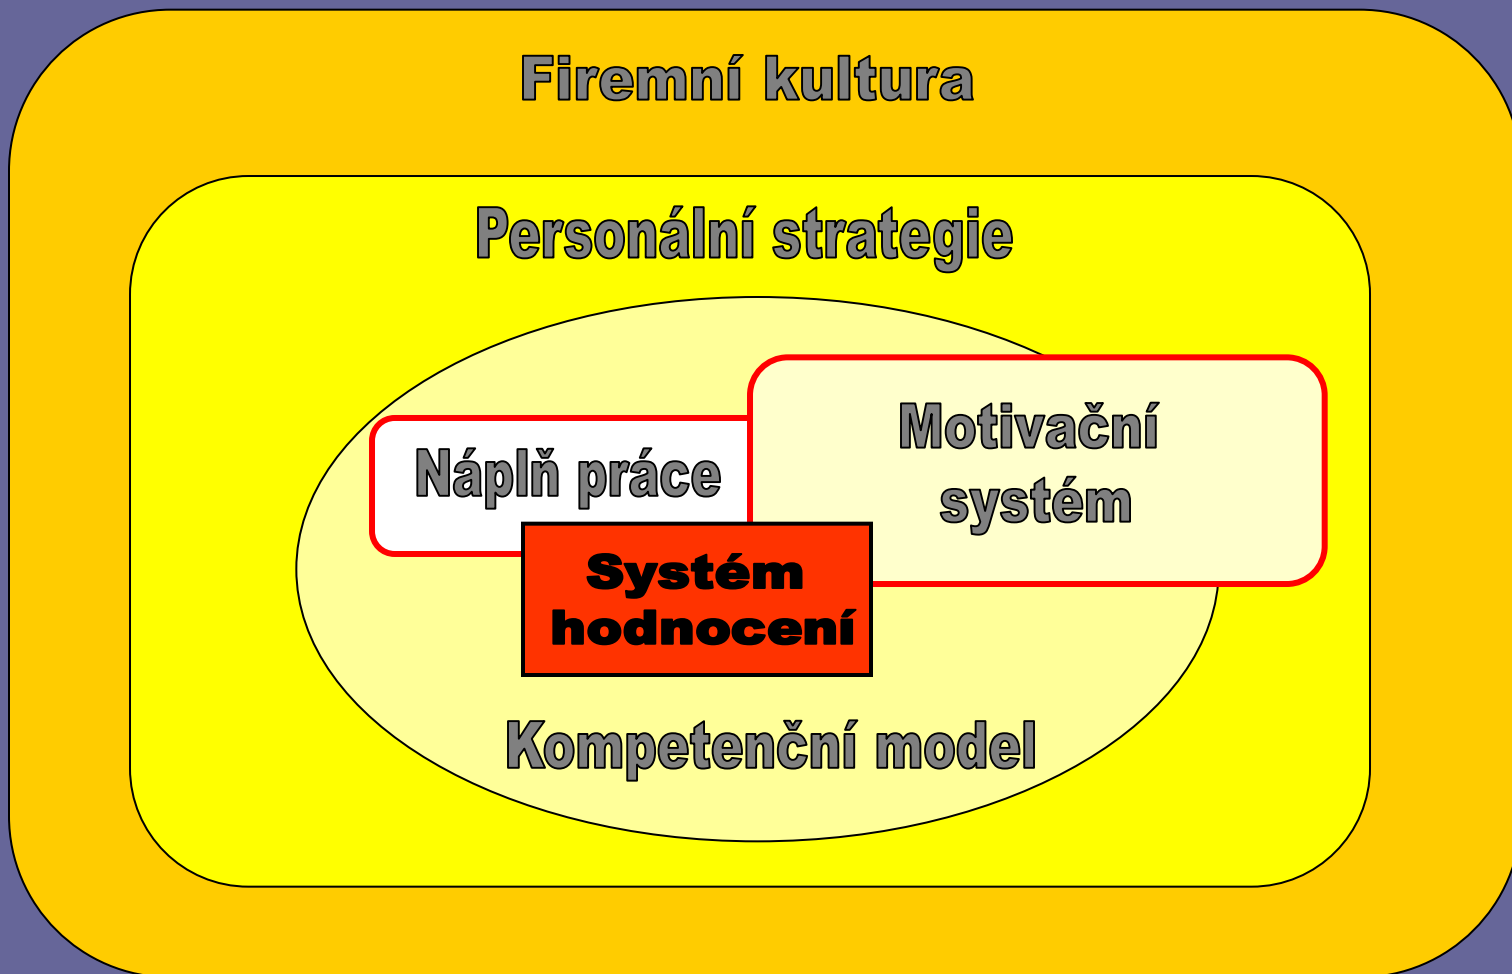 Firemní kultura
Personální strategie
Motivační
systém
Náplň práce
Systém
hodnocení
Kompetenční model